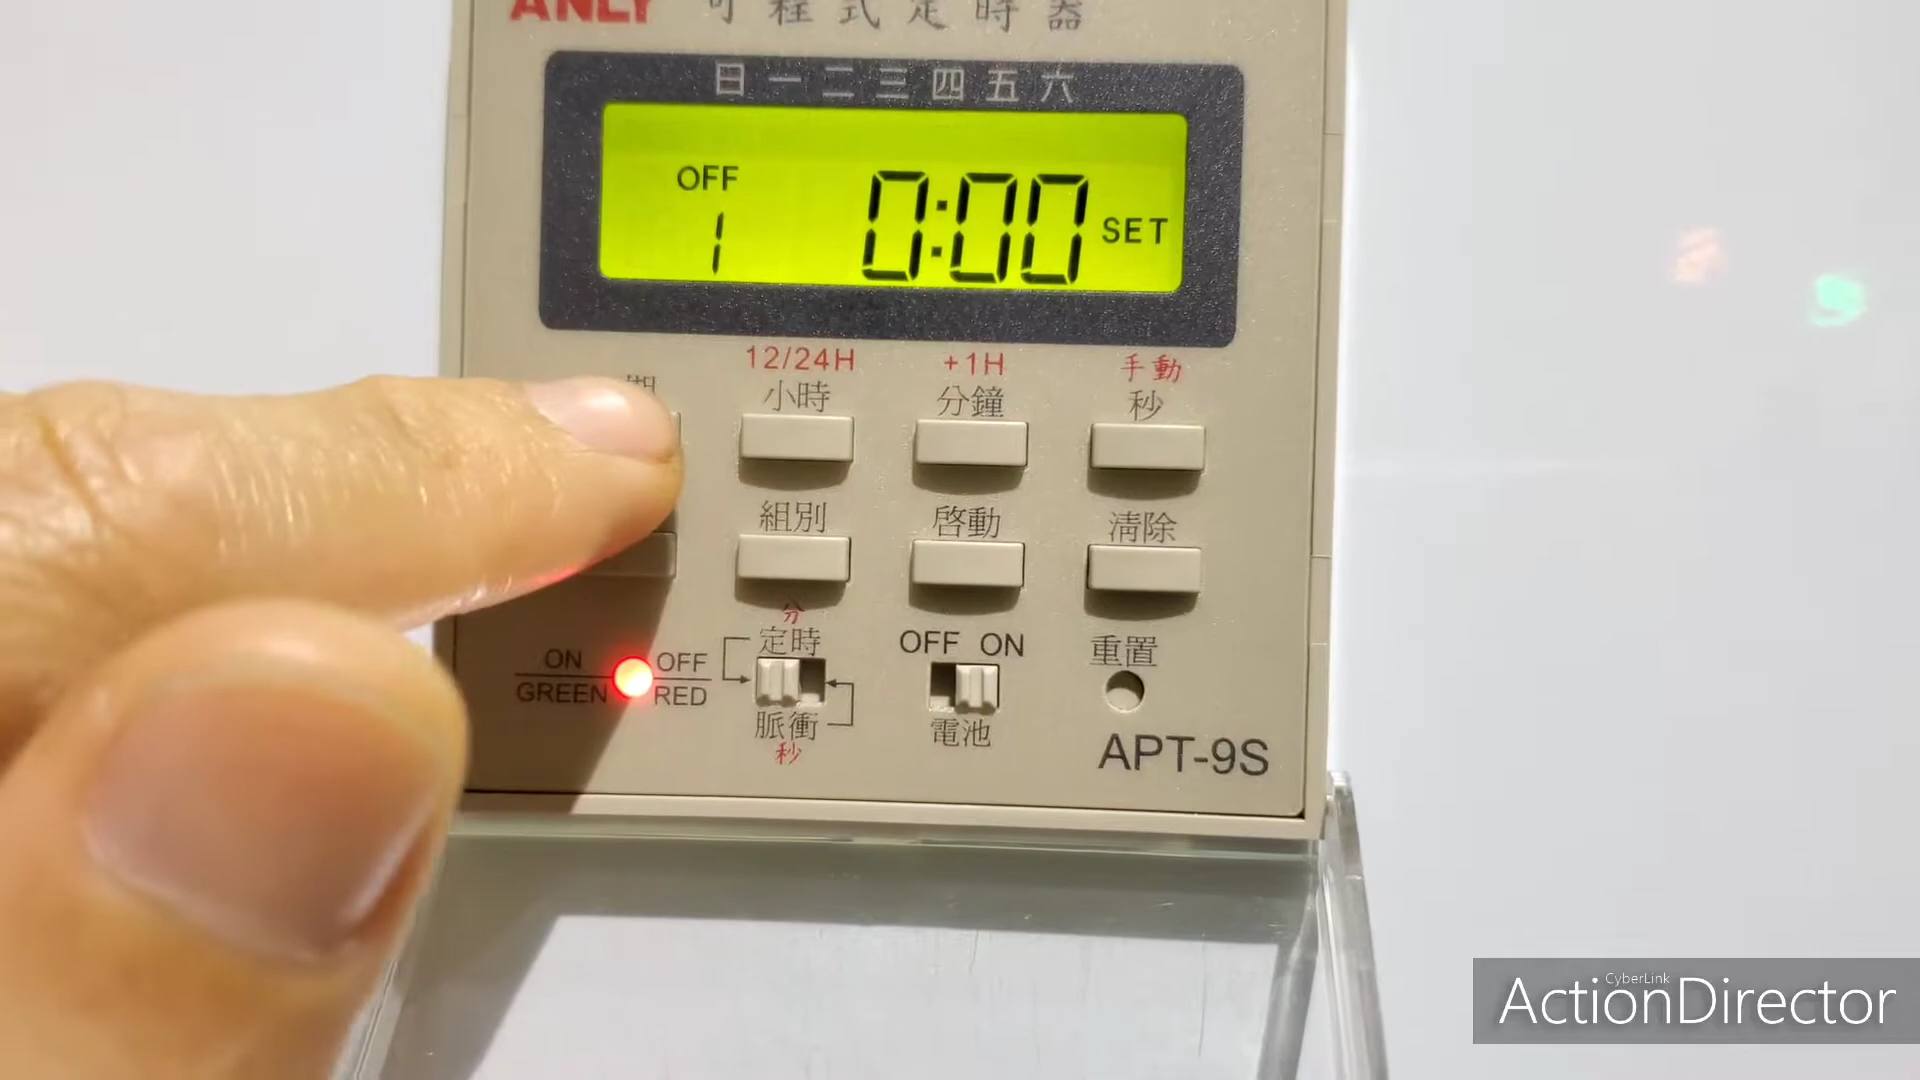 ANLY 可程式定時器
日 一 二 三 四 五 六
OFF
1 0:00 SET
12/24H +1H 手動
期 小時 分鐘 秒
組別 啓動 清除
分
ON OFF 定時 OFF ON 重置
GREEN RED 脈衝 電池
秒
APT-9S
CyberLink
ActionDirector